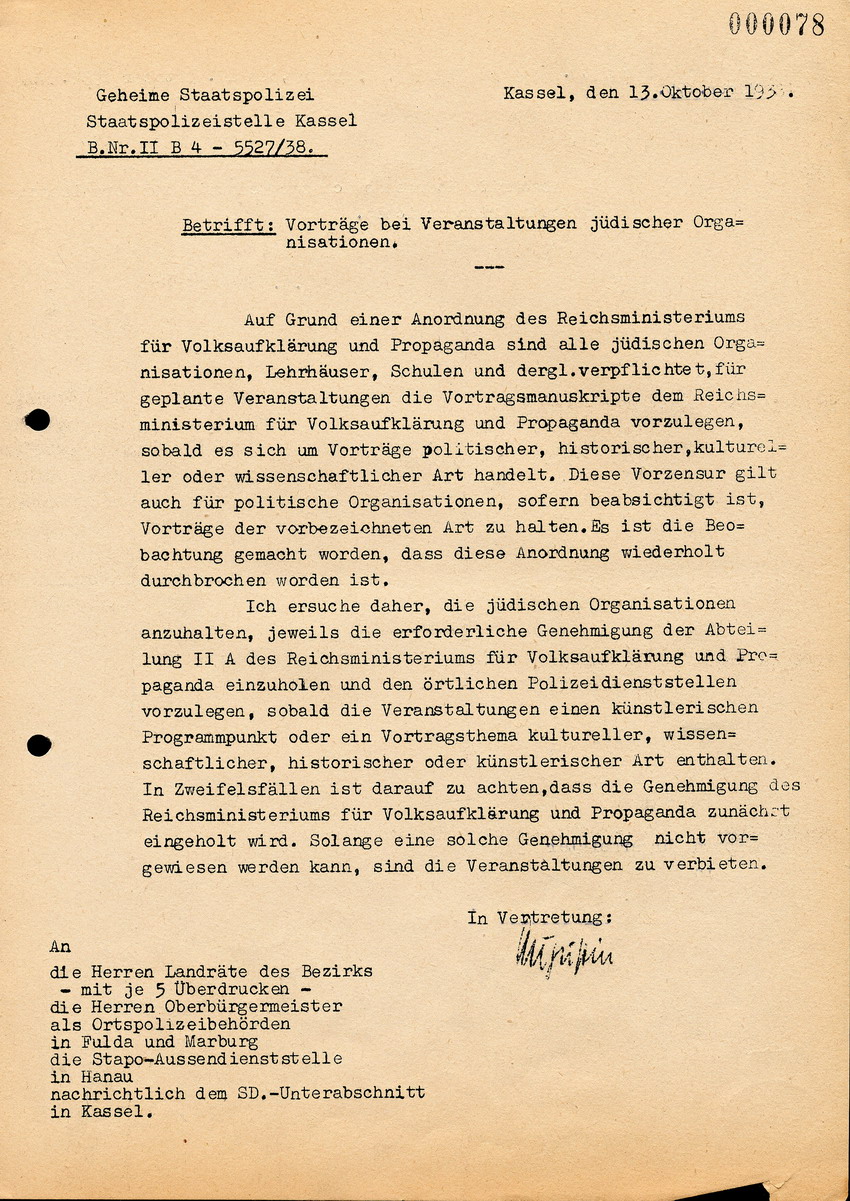 000078
Geheime Staatspolizei
Staatspolizeistelle Kassel
B.Nr.II B 4 - 5527/38.
Kassel, den 13.Oktober
Betrifft: Vorträge bei Veranstaltungen jüdischer Orga=
nisationen.
---
Auf Grund einer Anordnung des Reichsministeriums
für Volksaufklärung und Propaganda sind alle jüdischen Orga=
nisationen, Lehrhäuser, Schulen und dergl.verpflichtet,für
geplante Veranstaltungen die Vortragsmanuskripte dem Reichs=
ministerium für Volksaufklärung und Propaganda vorzulegen,
sobald es sich um Vorträge politischer, historischer,kulturel=
ler oder wissenschaftlicher Art handelt. Diese Vorzensur gilt
auch für politische Organisationen, sofern beabsichtigt ist,
Vorträge der vorbezeichneten Art zu halten.Es ist die Beo=
bachtung gemacht worden, dass diese Anordnung wiederholt
durchbrochen worden ist.
Ich ersuche daher, die jüdischen Organisationen
anzuhalten, jeweils die erforderliche Genehmigung der Abtei=
lung II A des Reichsministeriums für Volksaufklärung und Pro=
paganda einzuholen und den örtlichen Polizeidienststellen
vorzulegen, sobald die Veranstaltungen einen künstlerischen
Programmpunkt oder ein Vortragsthema kultureller, wissen=
schaftlicher, historischer oder künstlerischer Art enthalten.
In Zweifelsfällen ist darauf zu achten,dass die Genehmigung des
Reichsministeriums für Volksaufklärung und Propaganda zunächst
eingeholt wird. Solange eine solche Genehmigung nicht vor=
gewiesen werden kann, sind die Veranstaltungen zu verbieten.
In Vertretung:
An
die Herren Landräte des Bezirks
- mit je 5 Überdrucken -
die Herren Oberbürgermeister
als Ortspolizeibehörden
in Fulda und Marburg
die Stapo-Aussendienststelle
in Hanau
nachrichtlich dem SD.-Unterabschnitt
in Kassel.